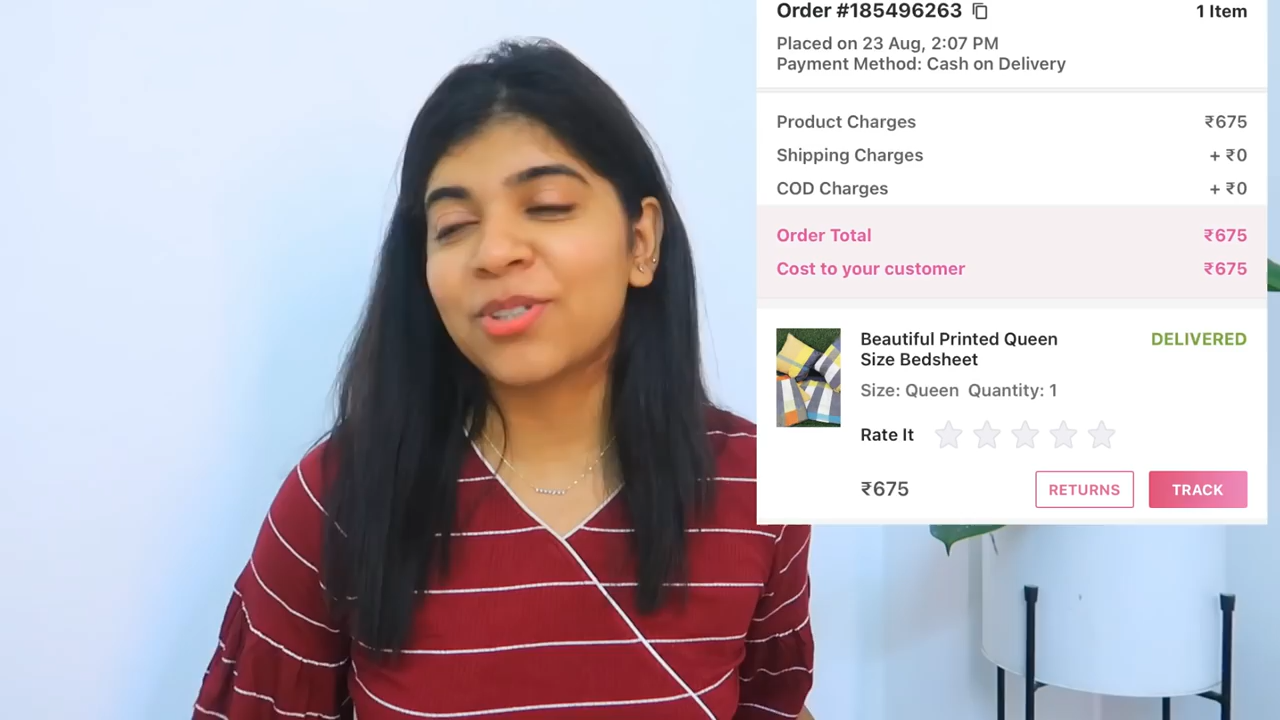 Order #185496263 1 Item
Placed on 23 Aug, 2:07 PM
Payment Method: Cash on Delivery
Product Charges ₹675
Shipping Charges + ₹0
COD Charges + ₹0
Order Total ₹675
Cost to your customer ₹675
Beautiful Printed Queen DELIVERED
Size Bedsheet
Size: Queen Quantity: 1
Rate It
₹675 RETURNS TRACK